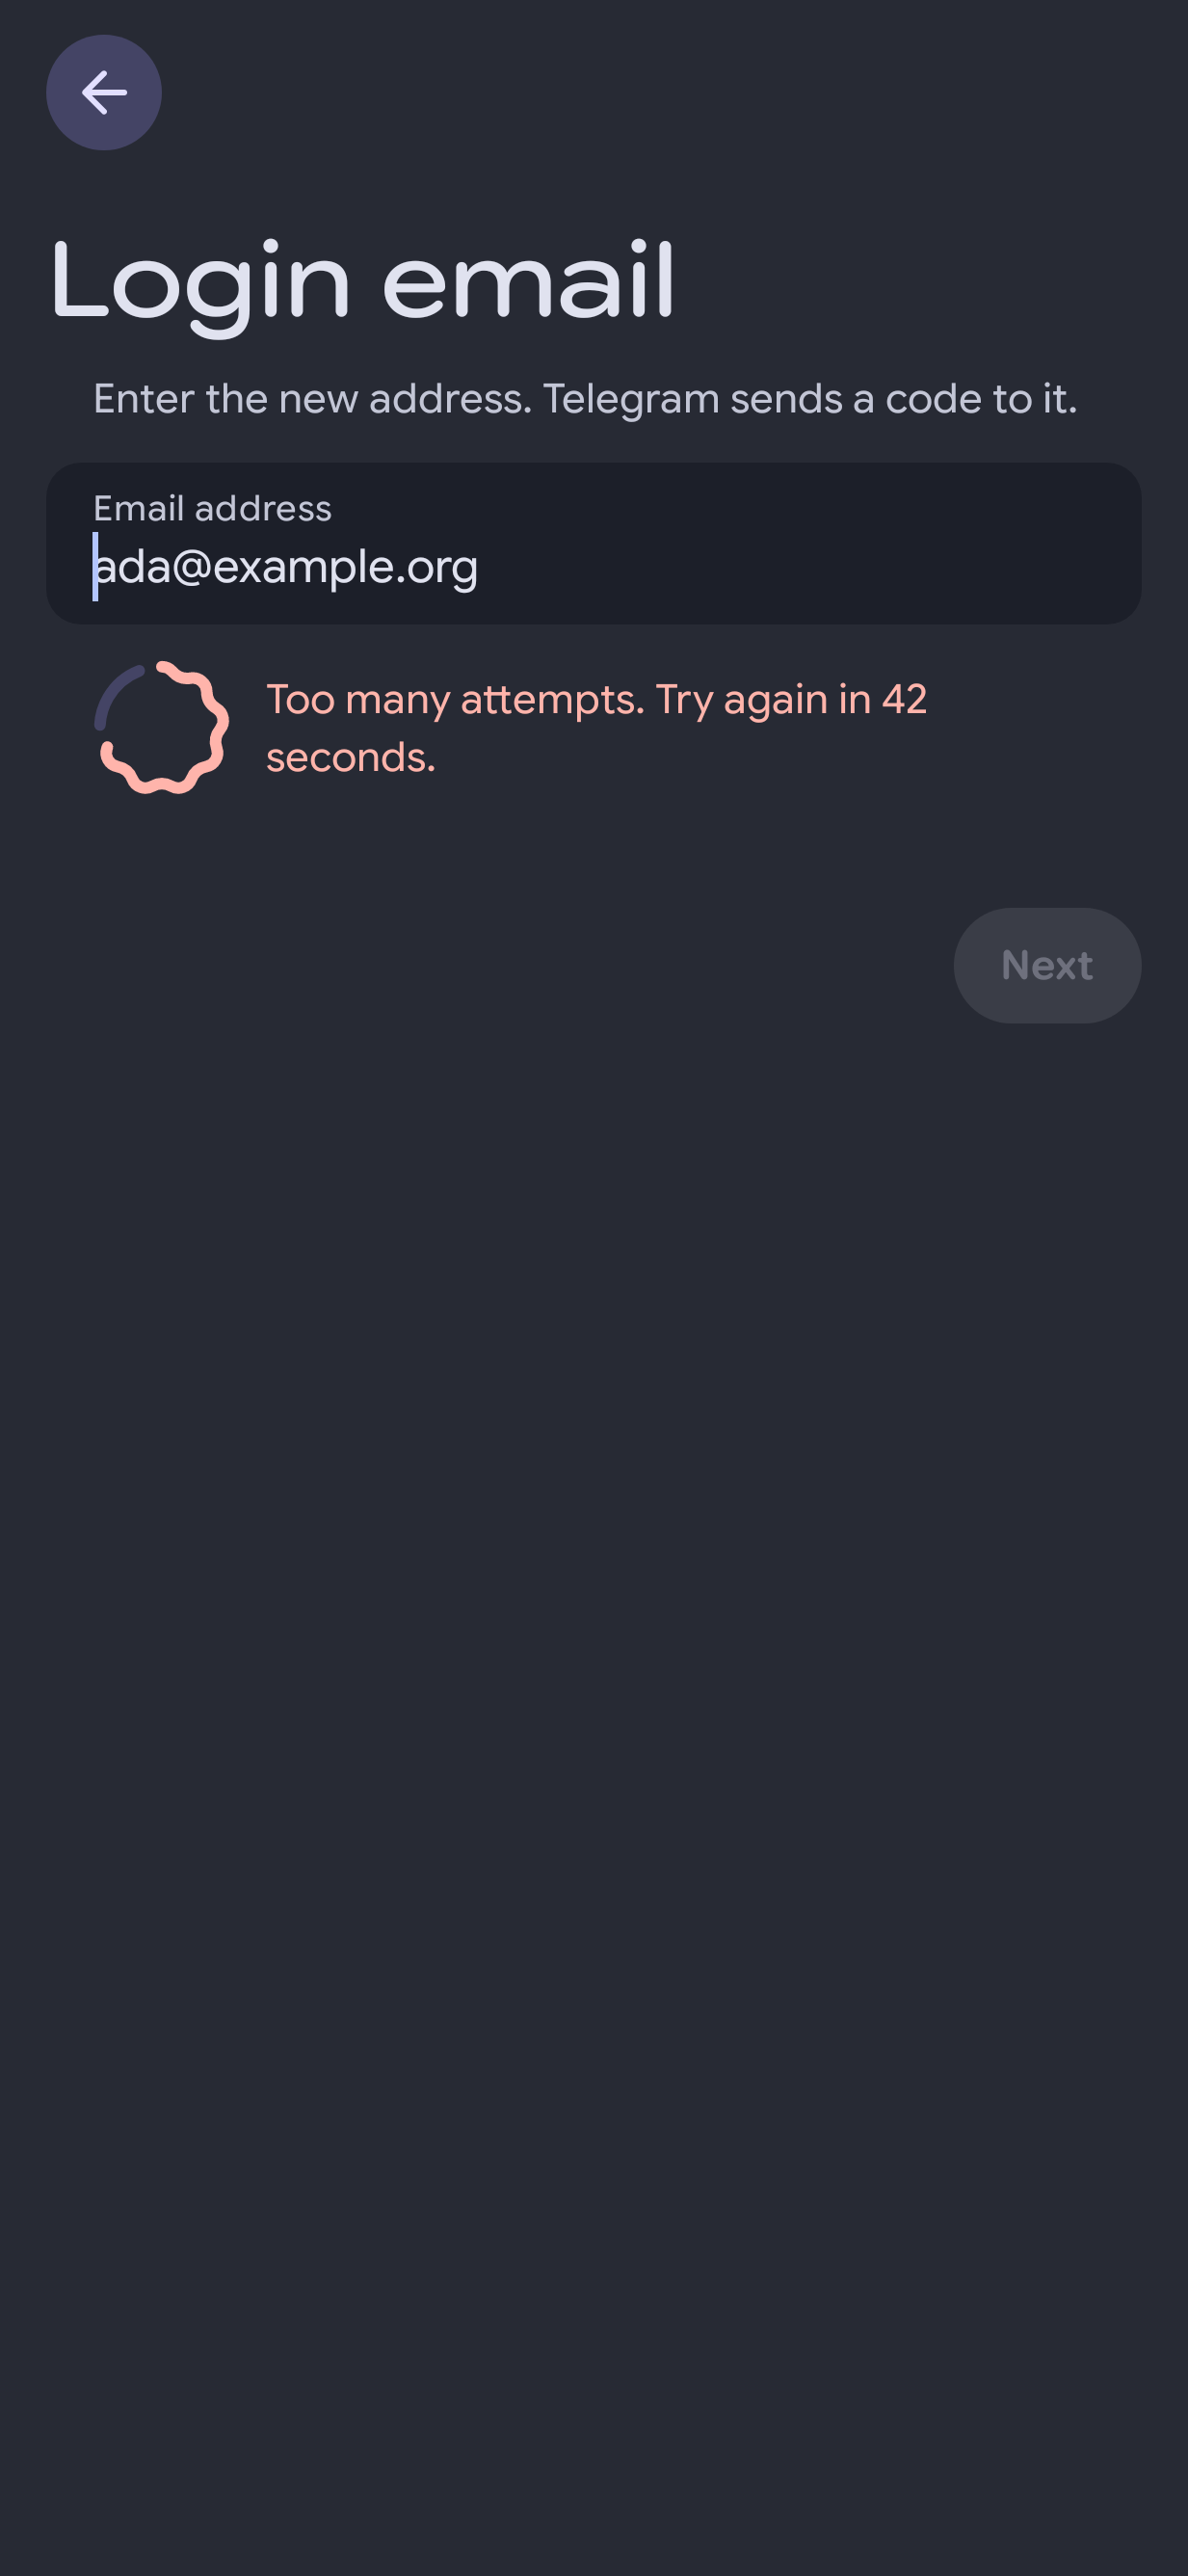 Login email
Enter the new address. Telegram sends a code to it.
Email address
ada@example.org
Too many attempts. Try again in 42
seconds.
Next